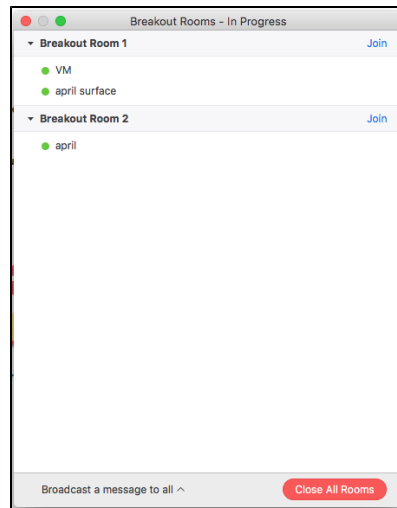 Breakout Rooms - In Progress
Breakout Room 1 Join
VM
april surface
Breakout Room 2 Join
april
Broadcast a message to all Close All Rooms